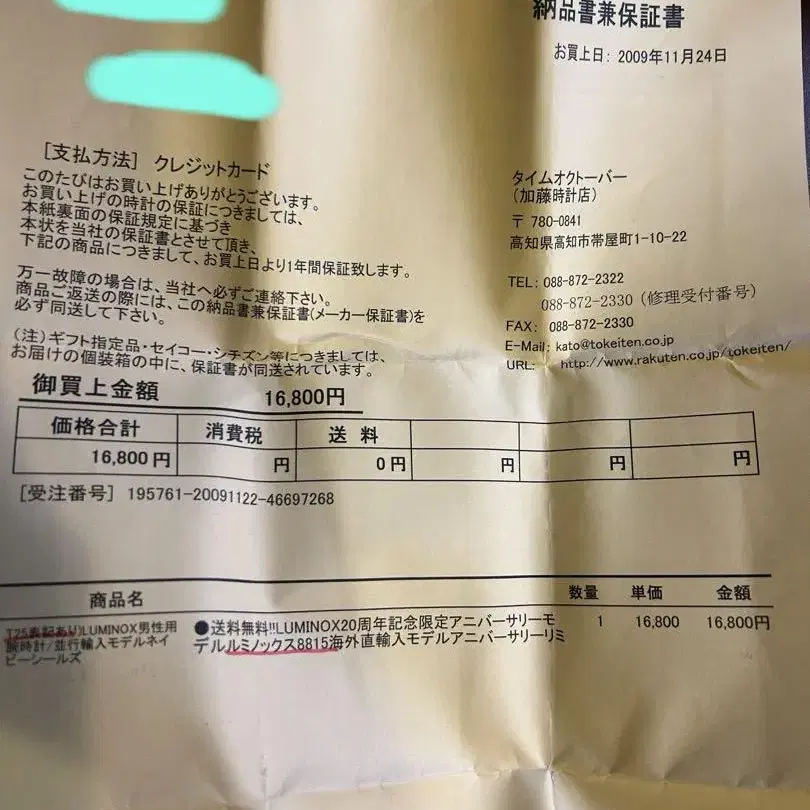 納品書兼保証書
お買上日: 2009年11月24日
[支払方法] クレジットカード
このたびはお買い上げありがとうございます。
お買い上げの時計の保証につきましては、
本紙裏面の保証規定に基づき
本状を当社の保証書とさせて頂き、
下記の商品につきまして、お買上日より1年間保証致します。
万一故障の場合は、当社へ必ずご連絡下さい。
商品ご返送の際には、この納品書兼保証書(メーカー保証書)を
必ず同送して下さい。
(注)ギフト指定品・セイコー・シチズン等につきましては、
お届けの個装箱の中に、保証書が同送されています。
タイムオクトーバー
(加藤時計店)
〒 780-0841
高知県高知市帯屋町1-10-22
TEL: 088-872-2322
088-872-2330 (修理受付番号)
FAX: 088-872-2330
E-Mail: kato@tokeiten.co.jp
URL: http://www.rakuten.co.jp/tokeiten/
御買上金額 16,800円
価格合計 消費税 送料
16,800円 円 0円 円 円 円
[受注番号] 195761-20091122-46697268
商品名 数量 単価 金額
T25表記あり)LUMINOX男性用
腕時計/並行輸入モデルネイ
ビーシールズ
●送料無料!!LUMINOX20周年記念限定アニバーサリーモ 1 16,800 16,800円
デルルミノックス8815海外直輸入モデルアニバーサリーリミ